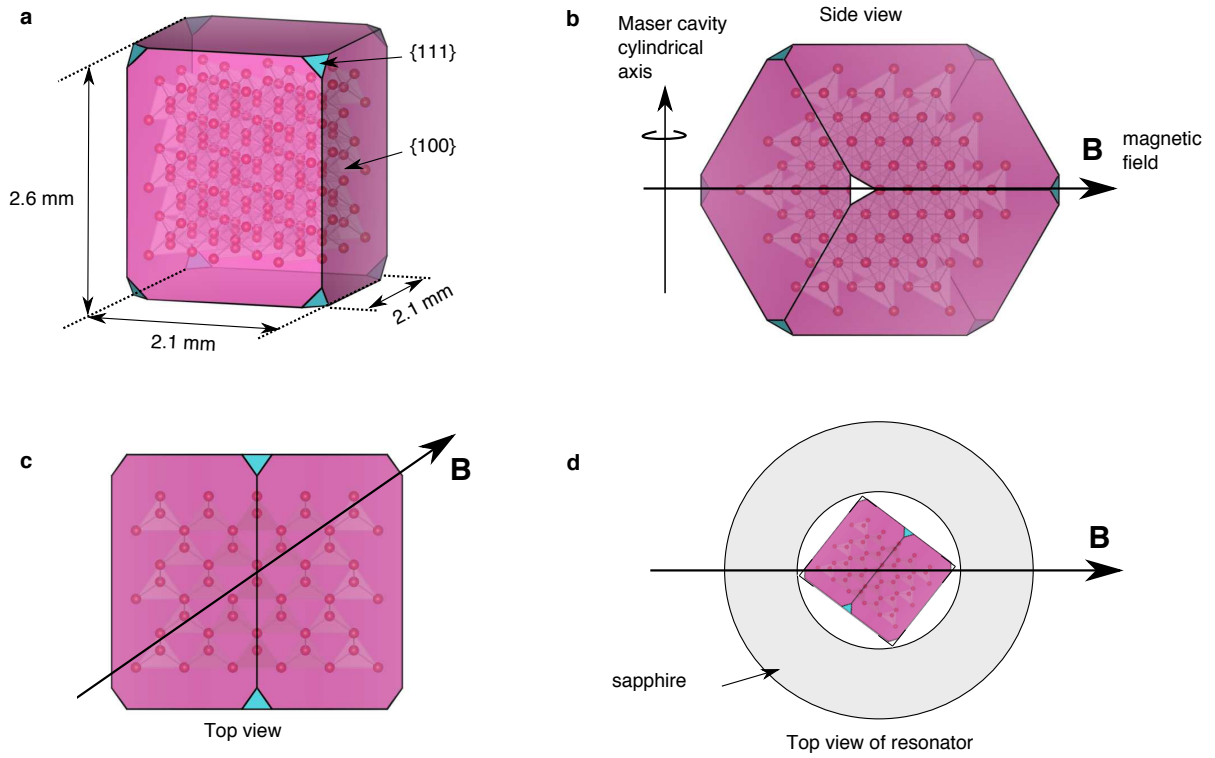 a
{111}
{100}
2.6 mm
2.1 mm
2.1 mm
b
Side view
Maser cavity
cylindrical
axis
B
magnetic
field
c
B
Top view
d
B
sapphire
Top view of resonator